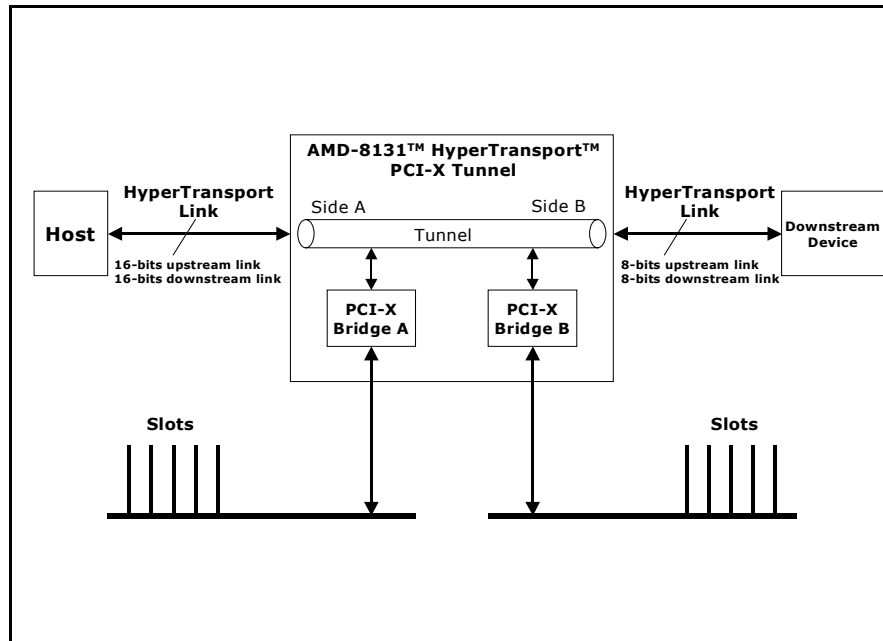 AMD-8131™ HyperTransport™
PCI-X Tunnel
HyperTransport
Link
Side A
Side B
HyperTransport
Link
Host
Tunnel
Downstream
Device
16-bits upstream link
16-bits downstream link
8-bits upstream link
8-bits downstream link
PCI-X
Bridge A
PCI-X
Bridge B
Slots
Slots